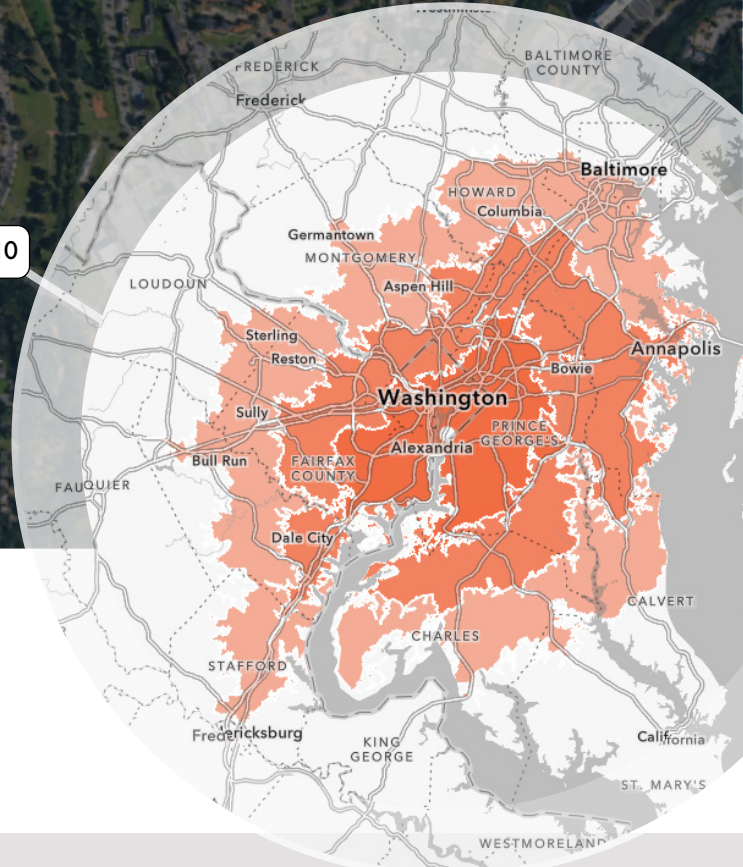 FREDERICK
BALTIMORE
COUNTY
Frederick
Baltimore
HOWARD
Columbia
Germantown
MONTGOMERY
0
LOUDOUN
Aspen Hill
Sterling
Reston
Annapolis
Bowie
Washington
Sully
PRINCE
GEORGE'S
Alexandria
Bull Run
FAIRFAX
COUNTY
FAUQUIER
Dale City
CALVERT
CHARLES
STAFFORD
Fredericksburg
KING
GEORGE
California
ST. MARY'S
WESTMORELAND